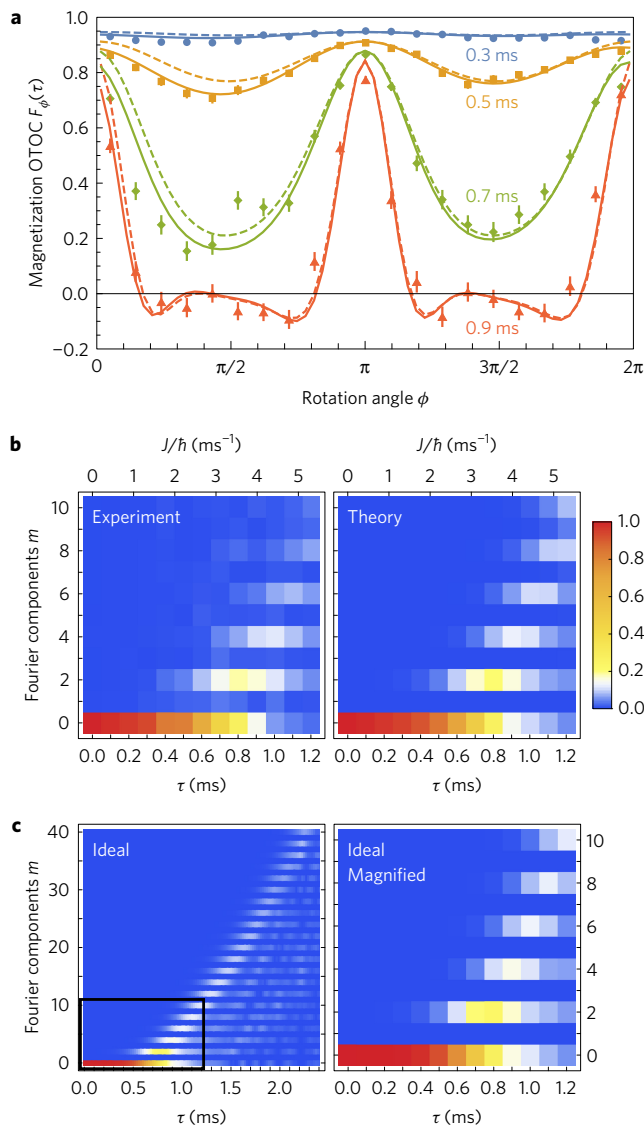 a
1.0
0.8
0.6
0.4
0.2
0.0
−0.2
Magnetization OTOC Fϕ(τ)
0.3 ms
0.5 ms
0.7 ms
0.9 ms
0 π/2 π 3π/2 2π
Rotation angle ϕ
b
J/ħ (ms⁻¹) J/ħ (ms⁻¹)
0 1 2 3 4 5 0 1 2 3 4 5
Experiment Theory
Fourier components m
10
8
6
4
2
0
1.0
0.8
0.6
0.4
0.2
0.0
0.0 0.2 0.4 0.6 0.8 1.0 1.2 0.0 0.2 0.4 0.6 0.8 1.0 1.2
τ (ms) τ (ms)
c
Ideal Ideal
Magnified
Fourier components m
40
30
20
10
0
10
8
6
4
2
0
0.0 1.0 2.0 0.0 0.2 0.4 0.6 0.8 1.0 1.2
τ (ms) τ (ms)